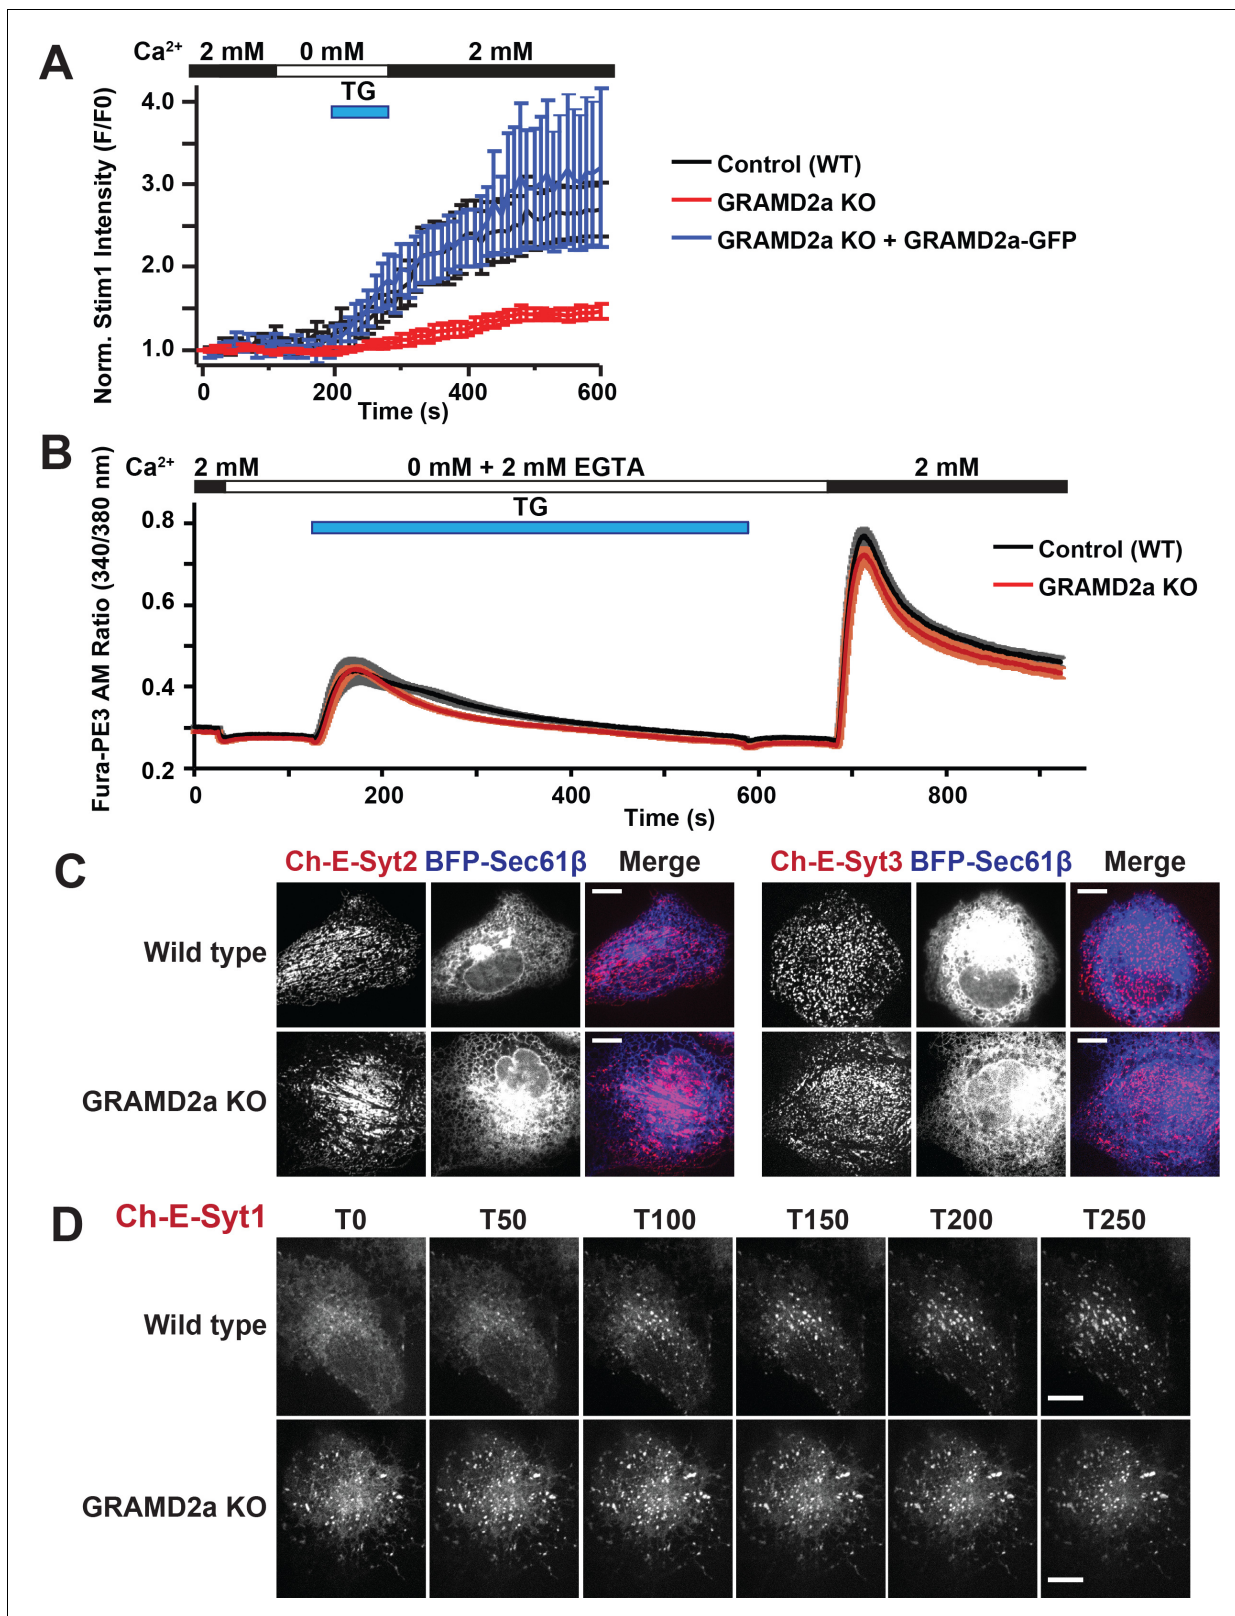 A
Ca2+ 2 mM 0 mM 2 mM
TG
Norm. Stim1 Intensity (F/F0)
4.0
3.0
2.0
1.0
0 200 400 600
Time (s)
Control (WT)
GRAMD2a KO
GRAMD2a KO + GRAMD2a-GFP
B
Ca2+ 2 mM 0 mM + 2 mM EGTA 2 mM
TG
Fura-PE3 AM Ratio (340/380 nm)
0.8
0.6
0.4
0.2
0 200 400 600 800
Time (s)
Control (WT)
GRAMD2a KO
C
Ch-E-Syt2 BFP-Sec61β Merge Ch-E-Syt3 BFP-Sec61β Merge
Wild type
GRAMD2a KO
D
Ch-E-Syt1 T0 T50 T100 T150 T200 T250
Wild type
GRAMD2a KO